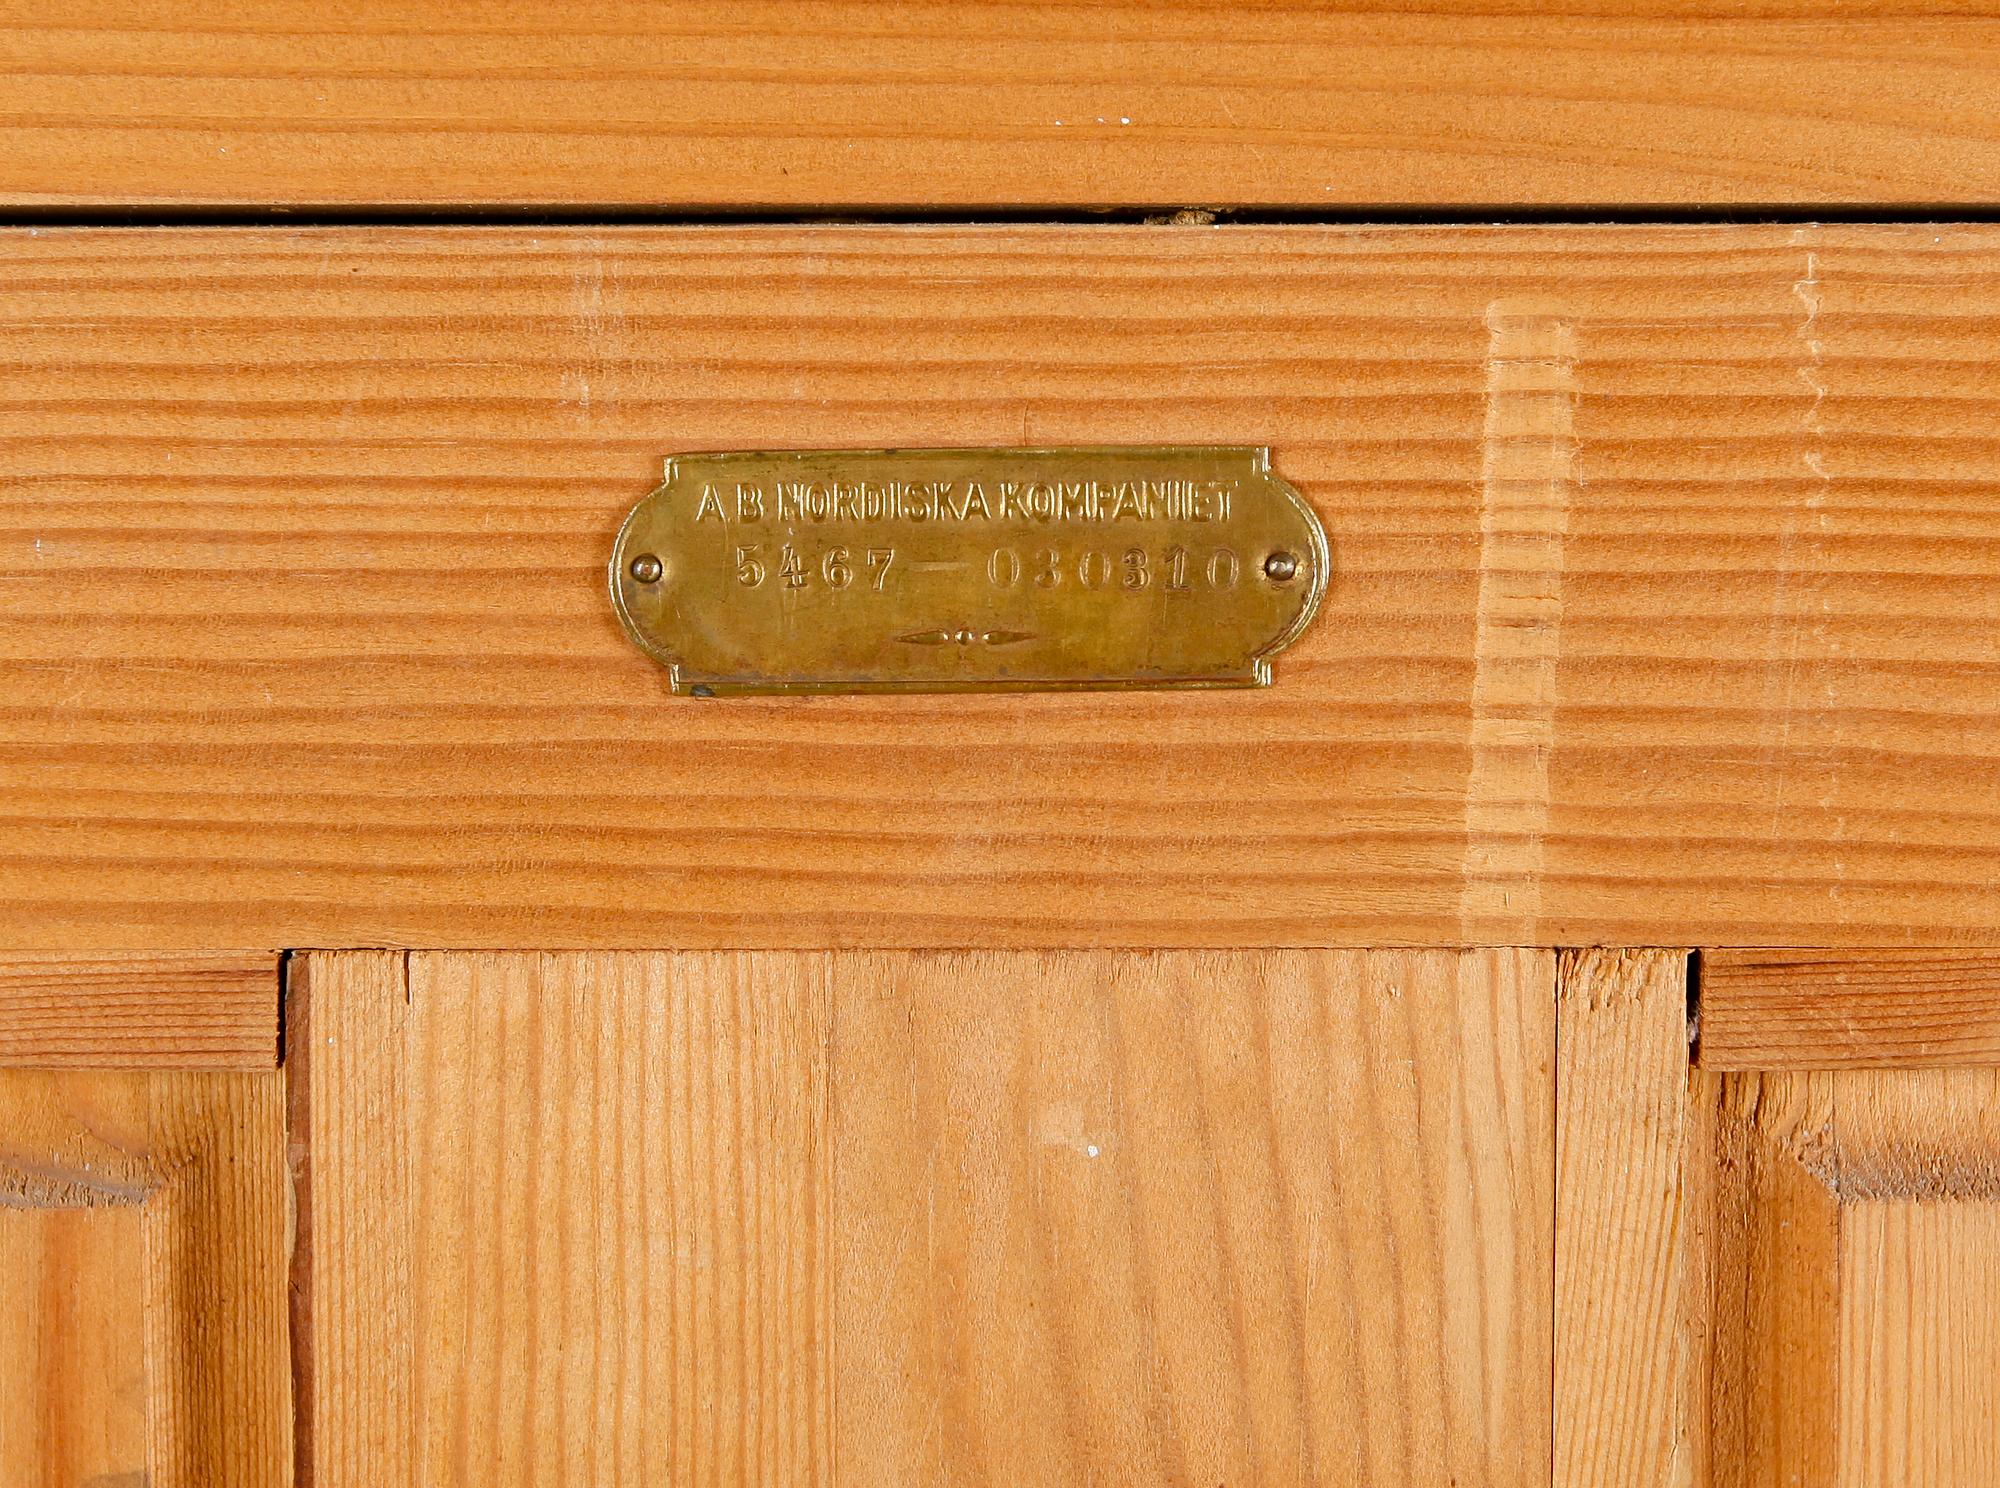 A.B NORDISKA KOMPANIET
5467 — 030310